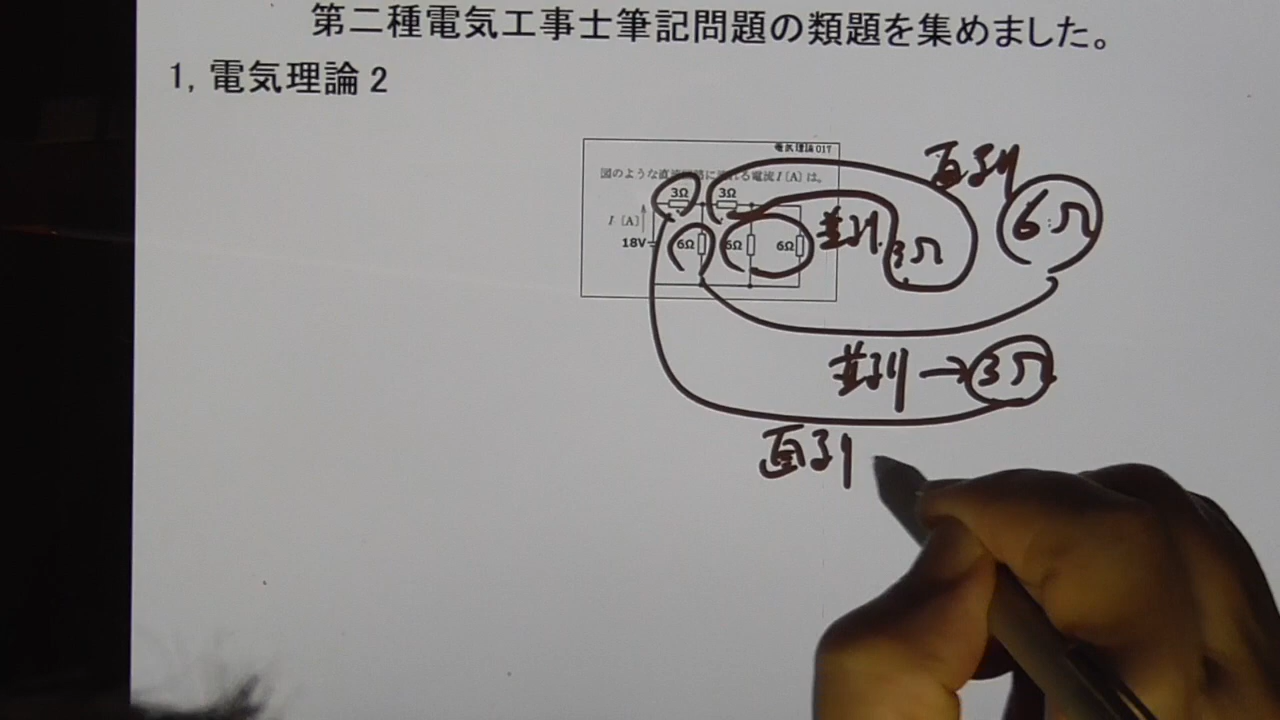 第二種電気工事士筆記問題の類題を集めました。
1, 電気理論2
電気理論017
図のような直流回路に流れる電流I〔A〕は。
3Ω 3Ω
I〔A〕
18V 6Ω 6Ω 6Ω
直列
6Ω
並列 3Ω
並列→3Ω
直列